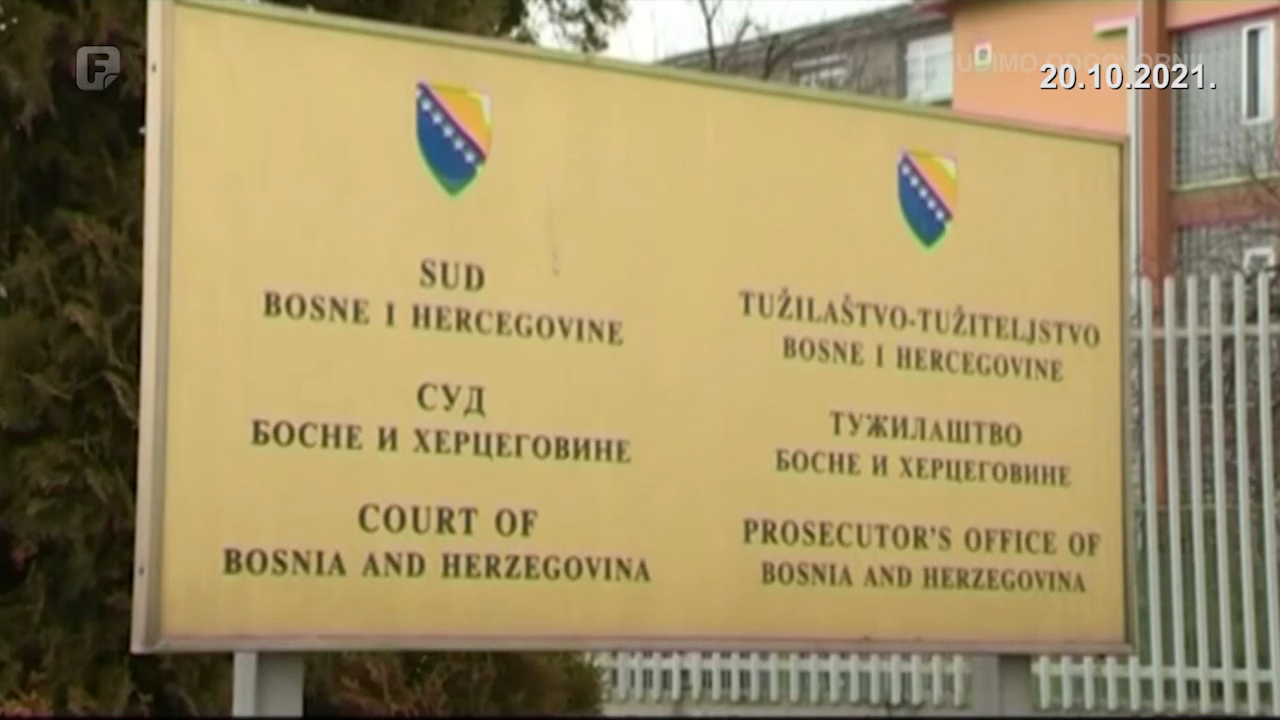 20.10.2021.
SUD
BOSNE I HERCEGOVINE
СУД
БОСНЕ И ХЕРЦЕГОВИНЕ
COURT OF
BOSNIA AND HERZEGOVINA
TUŽILAŠTVO-TUŽITELJSTVO
BOSNE I HERCEGOVINE
ТУЖИЛАШТВО
БОСНЕ И ХЕРЦЕГОВИНЕ
PROSECUTOR'S OFFICE OF
BOSNIA AND HERZEGOVINA